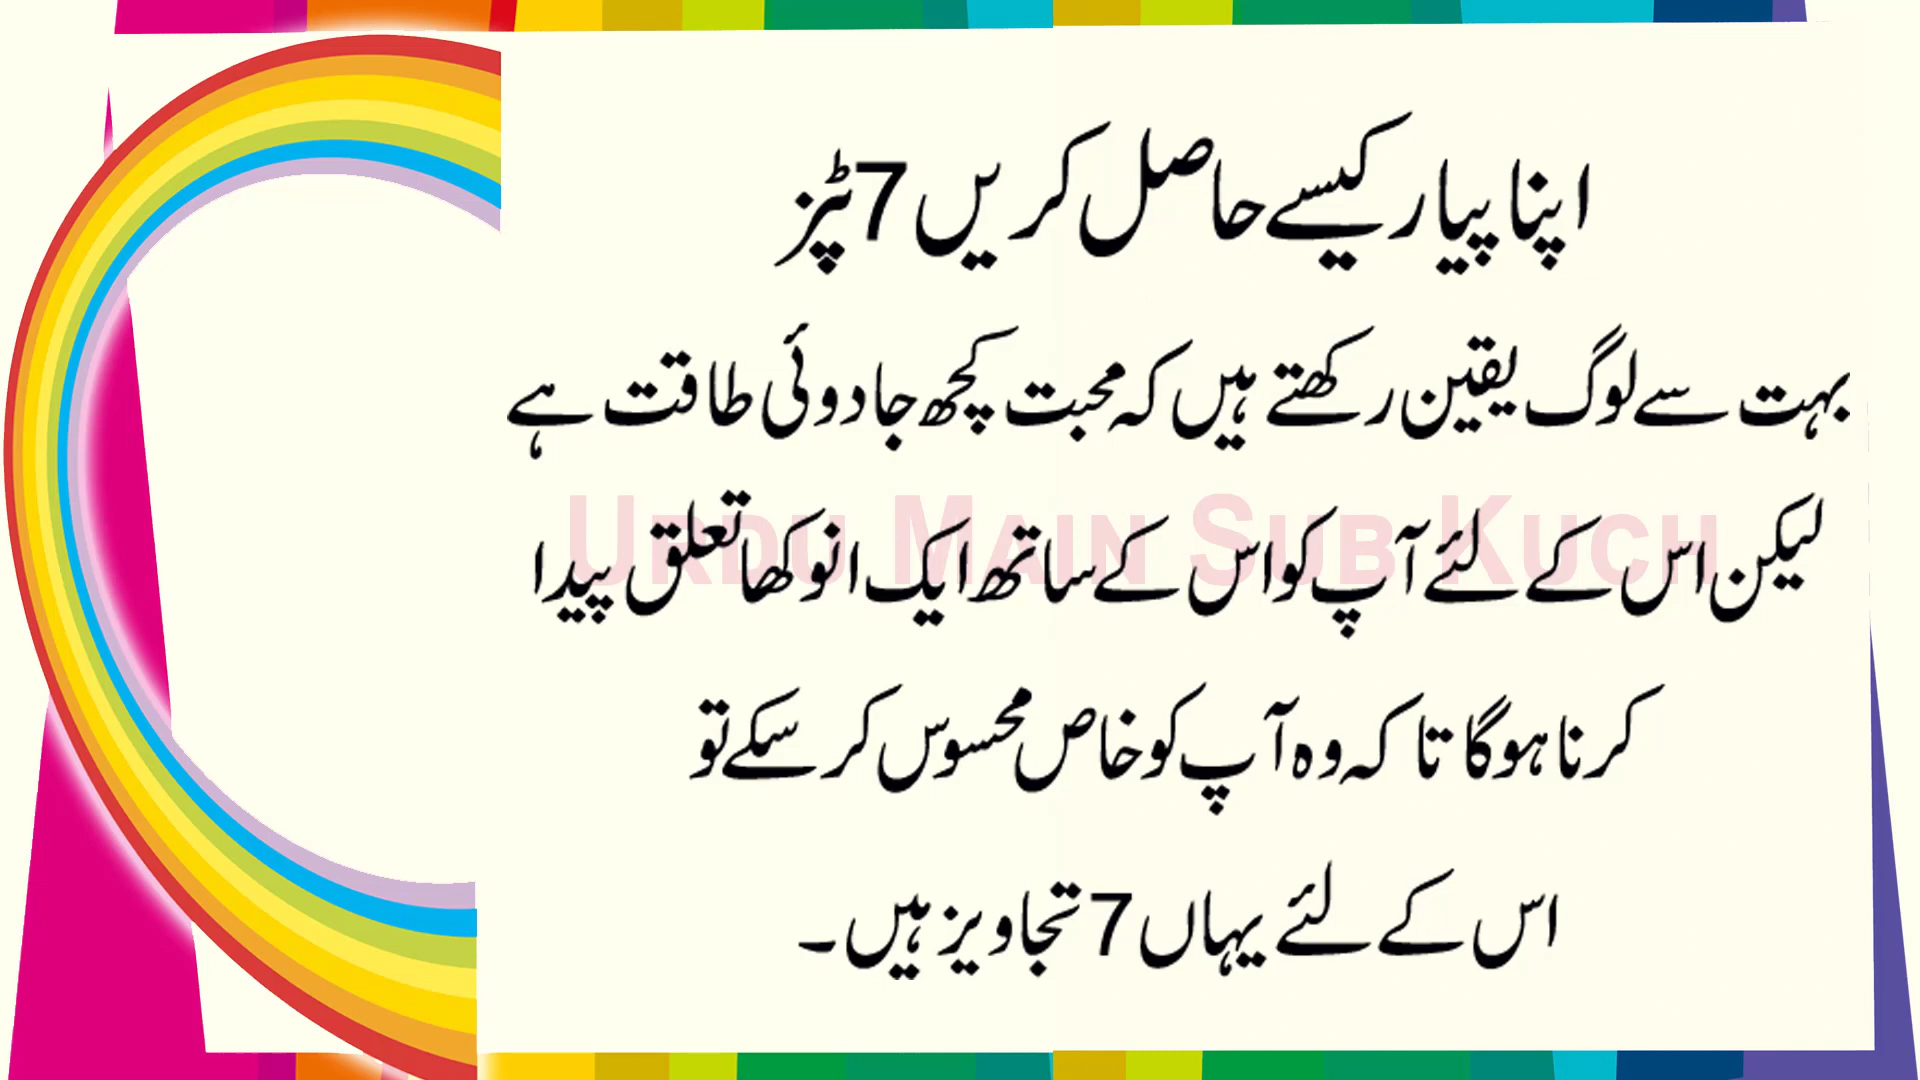 اپنا پیار کیسے حاصل کریں 7 ٹپز
بہت سے لوگ یقین رکھتے ہیں کہ محبت کچھ جادوئی طاقت ہے
لیکن اس کے لئے آپ کو اس کے ساتھ ایک انوکھا تعلق پیدا
URDU MAIN SUB KUCH
کرنا ہوگا تا کہ وہ آپ کو خاص محسوس کر سکے تو
اس کے لئے یہاں 7 تجاویز ہیں۔